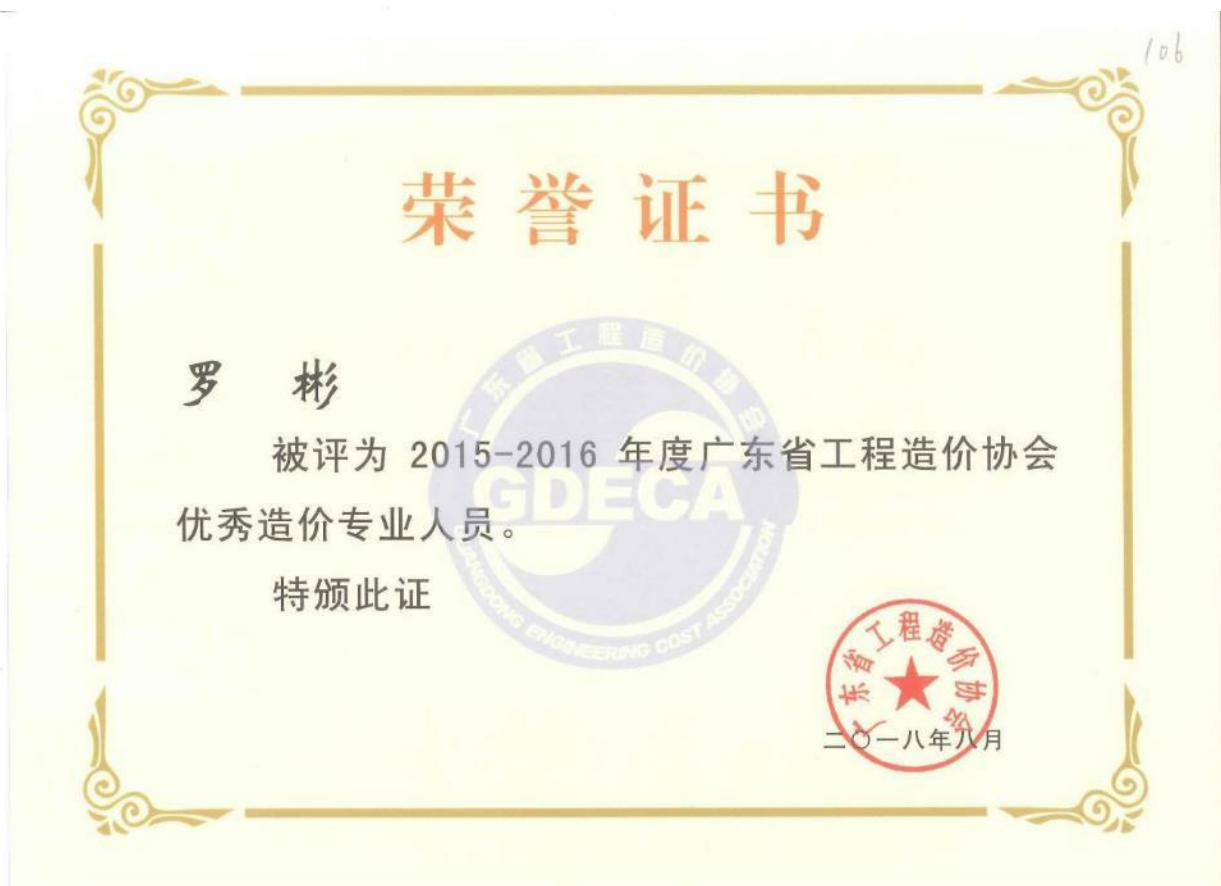 106
荣誉证书
罗 彬
被评为 2015-2016 年度广东省工程造价协会
优秀造价专业人员。
特颁此证
广东省工程造价协会
GDECA
GUANGDONG ENGINEERING COST ASSOCIATION
广东省工程造价协会
二〇一八年八月